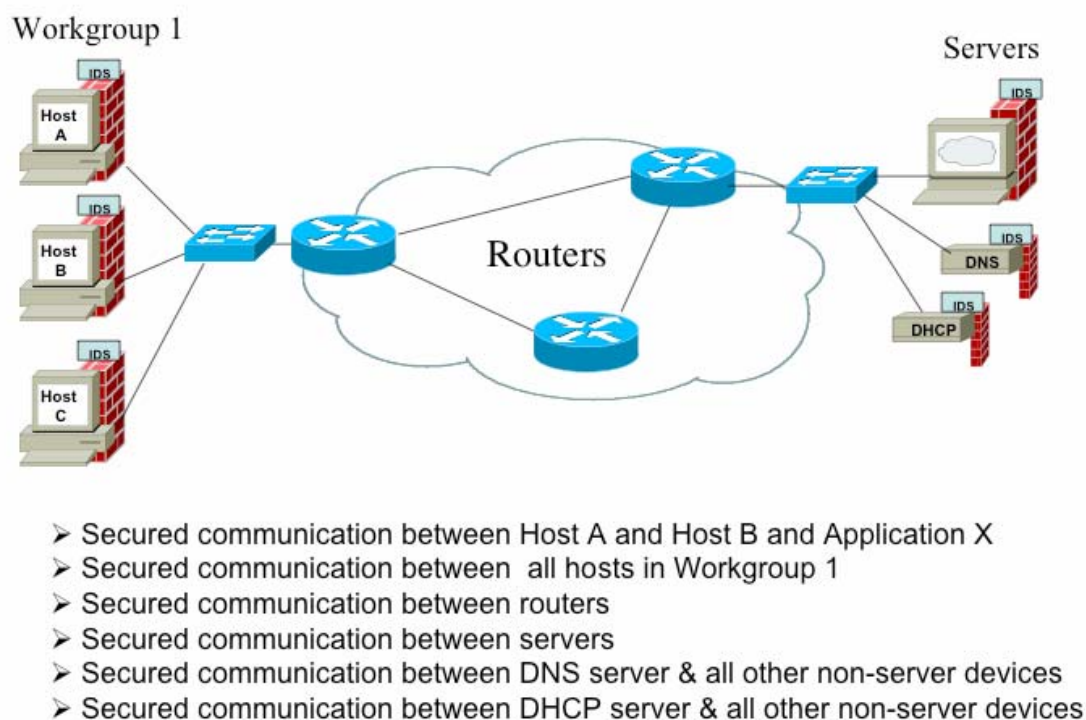 Workgroup 1
Servers
IDS
Host
A
IDS
IDS
Host
B
Routers
IDS
DNS
IDS
DHCP
IDS
Host
C
➢ Secured communication between Host A and Host B and Application X
➢ Secured communication between all hosts in Workgroup 1
➢ Secured communication between routers
➢ Secured communication between servers
➢ Secured communication between DNS server & all other non-server devices
➢ Secured communication between DHCP server & all other non-server devices